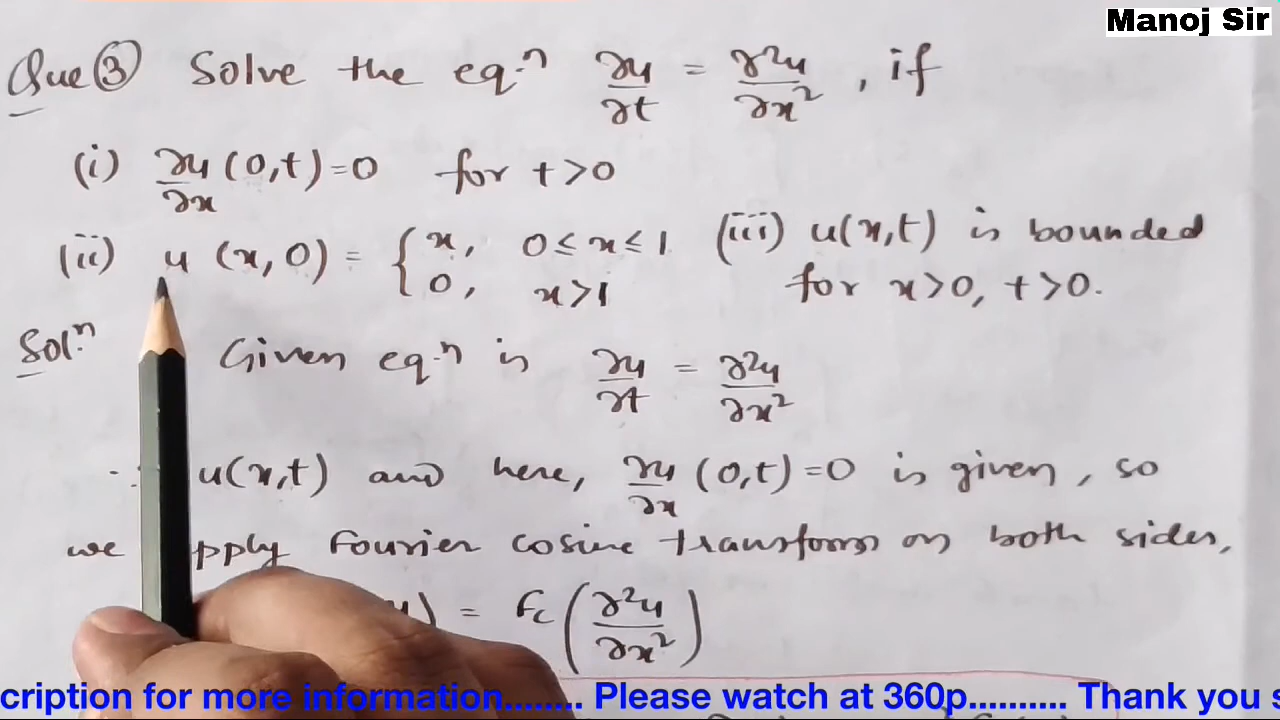 Manoj Sir
Que ③ Solve the eq.n ∂u/∂t = ∂²u/∂x² , if
(i) ∂u/∂x (0,t)=0 for t>0
(ii) u (x,0) = { x, 0≤x≤1
0, x>1
(iii) u(x,t) is bounded
for x>0, t>0.
Sol.n Given eq.n is ∂u/∂t = ∂²u/∂x²
u(x,t) and here, ∂u/∂x (0,t)=0 is given, so
we pply Fourier cosine transform on both sides,
= Fc (∂²u/∂x²)
cription for more information........ Please watch at 360p.......... Thank you s